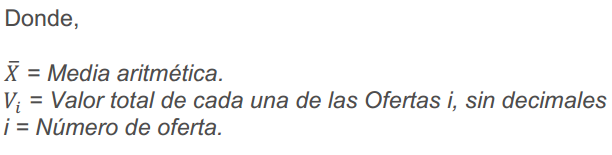 Donde,
X̄ = Media aritmética.
Vᵢ = Valor total de cada una de las Ofertas i, sin decimales
i = Número de oferta.